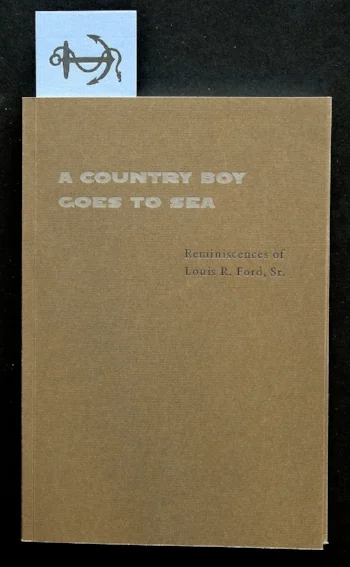 A COUNTRY BOY
GOES TO SEA
Reminiscences of
Louis R. Ford, Sr.